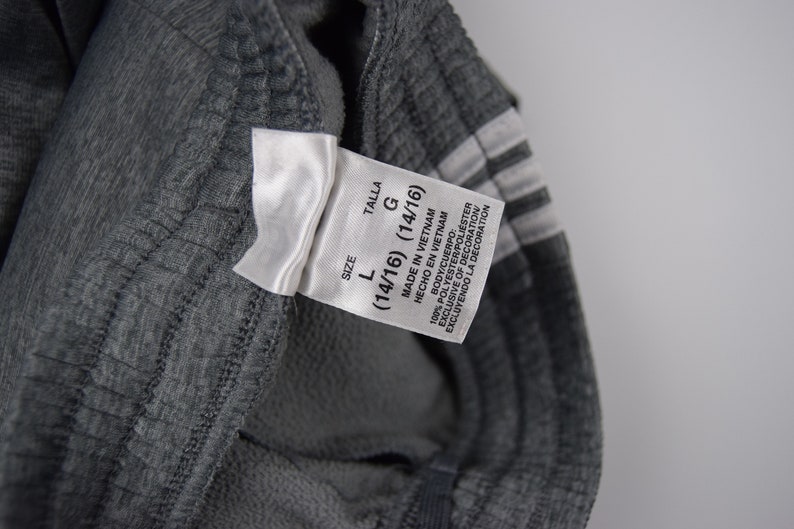 SIZE TALLA
L G
(14/16) (14/16)
MADE IN VIETNAM
HECHO EN VIETNAM
BODY/CUERPO:
100% POLYESTER/POLIÉSTER
EXCLUSIVE OF DECORATION/
EXCLUYENDO LA DECORATION